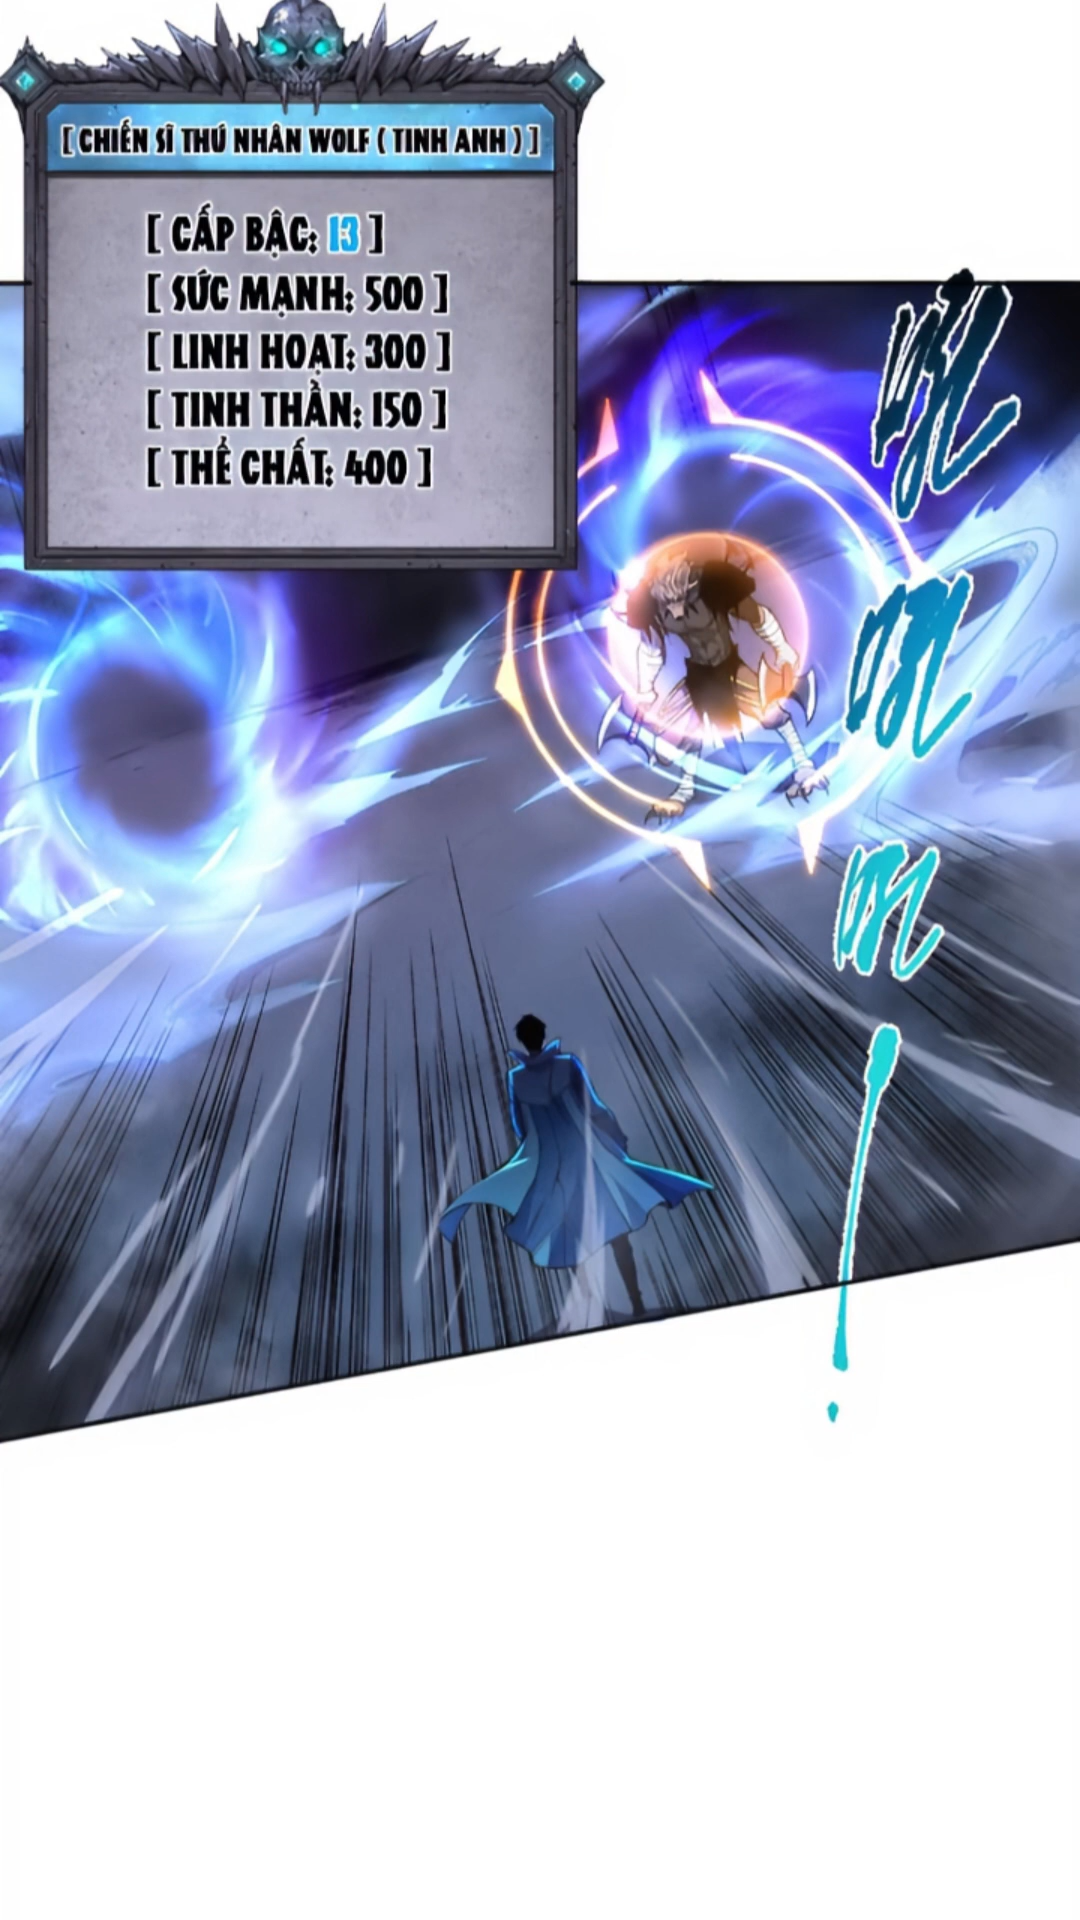 [ CHIẾN SĨ THÚ NHÂN WOLF ( TINH ANH ) ]
[ CẤP BẬC: 13 ]
[ SỨC MẠNH: 500 ]
[ LINH HOẠT: 300 ]
[ TINH THẦN: 150 ]
[ THỂ CHẤT: 400 ]